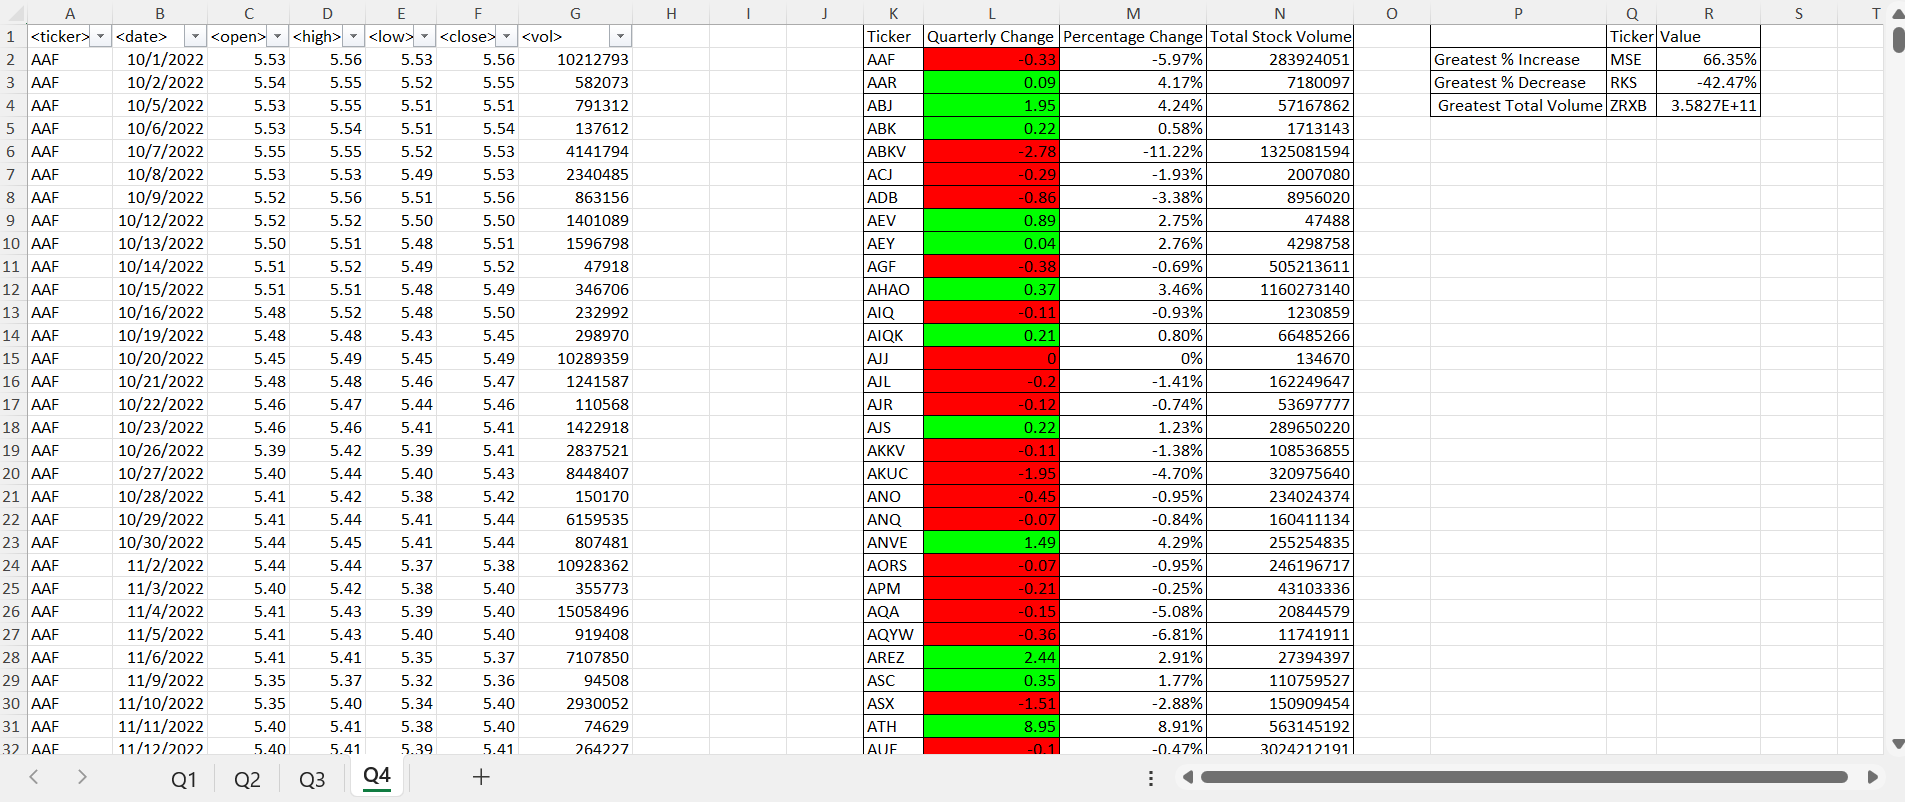 A B C D E F G H I J K L M N O P Q R S T
1 <ticker> <date> <open> <high> <low> <close> <vol> Ticker Quarterly Change Percentage Change Total Stock Volume Ticker Value
2 AAF 10/1/2022 5.53 5.56 5.53 5.56 10212793 AAF -0.33 -5.97% 283924051 Greatest % Increase MSE 66.35%
3 AAF 10/2/2022 5.54 5.55 5.52 5.55 582073 AAR 0.09 4.17% 7180097 Greatest % Decrease RKS -42.47%
4 AAF 10/5/2022 5.53 5.55 5.51 5.51 791312 ABJ 1.95 4.24% 57167862 Greatest Total Volume ZRXB 3.5827E+11
5 AAF 10/6/2022 5.53 5.54 5.51 5.54 137612 ABK 0.22 0.58% 1713143
6 AAF 10/7/2022 5.55 5.55 5.52 5.53 4141794 ABKV -2.78 -11.22% 1325081594
7 AAF 10/8/2022 5.53 5.53 5.49 5.53 2340485 ACJ -0.29 -1.93% 2007080
8 AAF 10/9/2022 5.52 5.56 5.51 5.56 863156 ADB -0.86 -3.38% 8956020
9 AAF 10/12/2022 5.52 5.52 5.50 5.50 1401089 AEV 0.89 2.75% 47488
10 AAF 10/13/2022 5.50 5.51 5.48 5.51 1596798 AEY 0.04 2.76% 4298758
11 AAF 10/14/2022 5.51 5.52 5.49 5.52 47918 AGF -0.38 -0.69% 505213611
12 AAF 10/15/2022 5.51 5.51 5.48 5.49 346706 AHAO 0.37 3.46% 1160273140
13 AAF 10/16/2022 5.48 5.52 5.48 5.50 232992 AIQ -0.11 -0.93% 1230859
14 AAF 10/19/2022 5.48 5.48 5.43 5.45 298970 AIQK 0.21 0.80% 66485266
15 AAF 10/20/2022 5.45 5.49 5.45 5.49 10289359 AJJ 0 0% 134670
16 AAF 10/21/2022 5.48 5.48 5.46 5.47 1241587 AJL -0.2 -1.41% 162249647
17 AAF 10/22/2022 5.46 5.47 5.44 5.46 110568 AJR -0.12 -0.74% 53697777
18 AAF 10/23/2022 5.46 5.46 5.41 5.41 1422918 AJS 0.22 1.23% 289650220
19 AAF 10/26/2022 5.39 5.42 5.39 5.41 2837521 AKKV -0.11 -1.38% 108536855
20 AAF 10/27/2022 5.40 5.44 5.40 5.43 8448407 AKUC -1.95 -4.70% 320975640
21 AAF 10/28/2022 5.41 5.42 5.38 5.42 150170 ANO -0.45 -0.95% 234024374
22 AAF 10/29/2022 5.41 5.44 5.41 5.44 6159535 ANQ -0.07 -0.84% 160411134
23 AAF 10/30/2022 5.44 5.45 5.41 5.44 807481 ANVE 1.49 4.29% 255254835
24 AAF 11/2/2022 5.44 5.44 5.37 5.38 10928362 AORS -0.07 -0.95% 246196717
25 AAF 11/3/2022 5.40 5.42 5.38 5.40 355773 APM -0.21 -0.25% 43103336
26 AAF 11/4/2022 5.41 5.43 5.39 5.40 15058496 AQA -0.15 -5.08% 20844579
27 AAF 11/5/2022 5.41 5.43 5.40 5.40 919408 AQYW -0.36 -6.81% 11741911
28 AAF 11/6/2022 5.41 5.41 5.35 5.37 7107850 AREZ 2.44 2.91% 27394397
29 AAF 11/9/2022 5.35 5.37 5.32 5.36 94508 ASC 0.35 1.77% 110759527
30 AAF 11/10/2022 5.35 5.40 5.34 5.40 2930052 ASX -1.51 -2.88% 150909454
31 AAF 11/11/2022 5.40 5.41 5.38 5.40 74629 ATH 8.95 8.91% 563145192
32 AAF 11/12/2022 5.40 5.41 5.39 5.41 264227 -0.1 -0.47% 3024212191
Q1 Q2 Q3 Q4